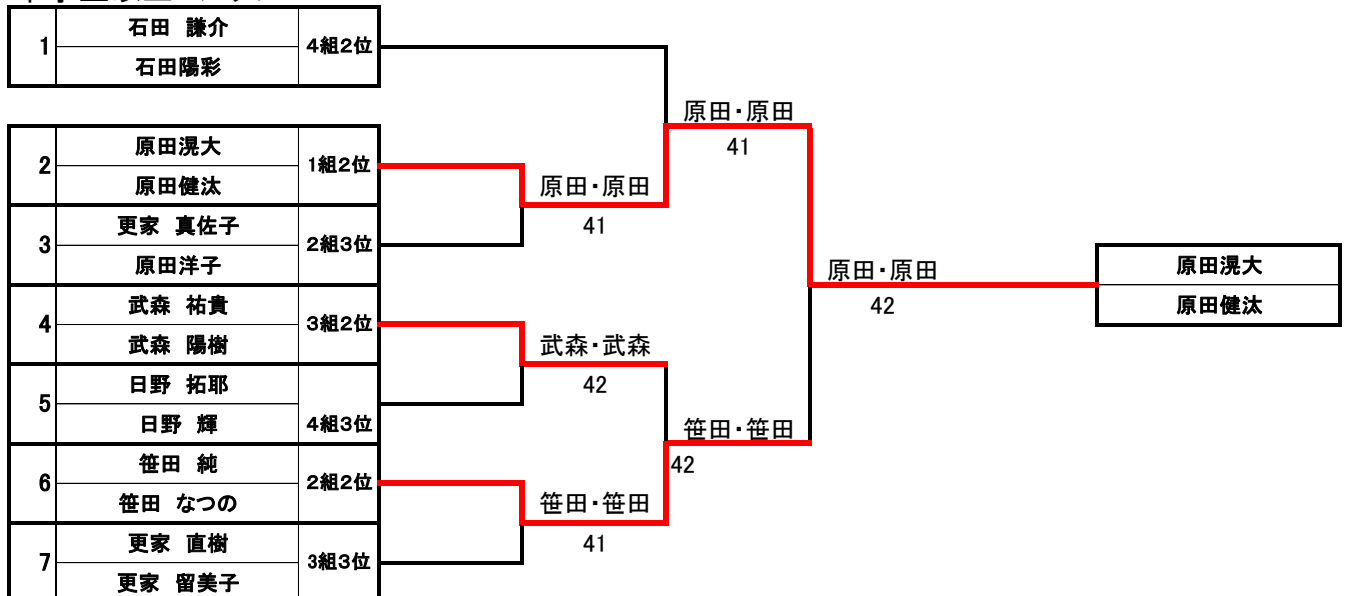 1
石田 謙介
石田陽彩
4組2位
2
原田滉大
原田健汰
1組2位
3
更家 真佐子
原田洋子
2組3位
4
武森 祐貴
武森 陽樹
3組2位
5
日野 拓耶
日野 輝
4組3位
6
笹田 純
笹田 なつの
2組2位
7
更家 直樹
更家 留美子
3組3位
原田・原田
41
武森・武森
42
笹田・笹田
41
原田・原田
41
笹田・笹田
42
原田・原田
42
原田滉大
原田健汰